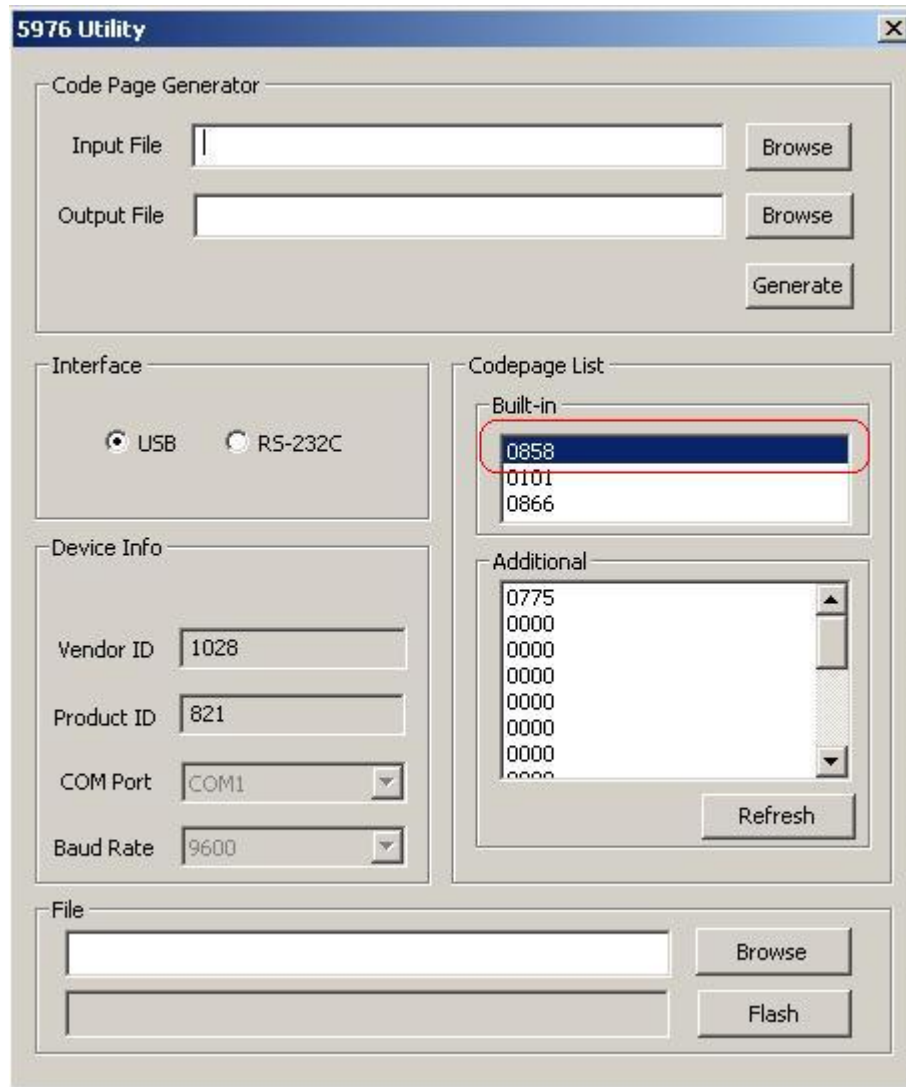 5976 Utility
Code Page Generator
Input File
Browse
Output File
Browse
Generate
Interface
USB
RS-232C
Codepage List
Built-in
0858
0101
0866
Device Info
Vendor ID
1028
Product ID
821
COM Port
COM1
Baud Rate
9600
Additional
0775
0000
0000
0000
0000
0000
0000
0000
Refresh
File
Browse
Flash